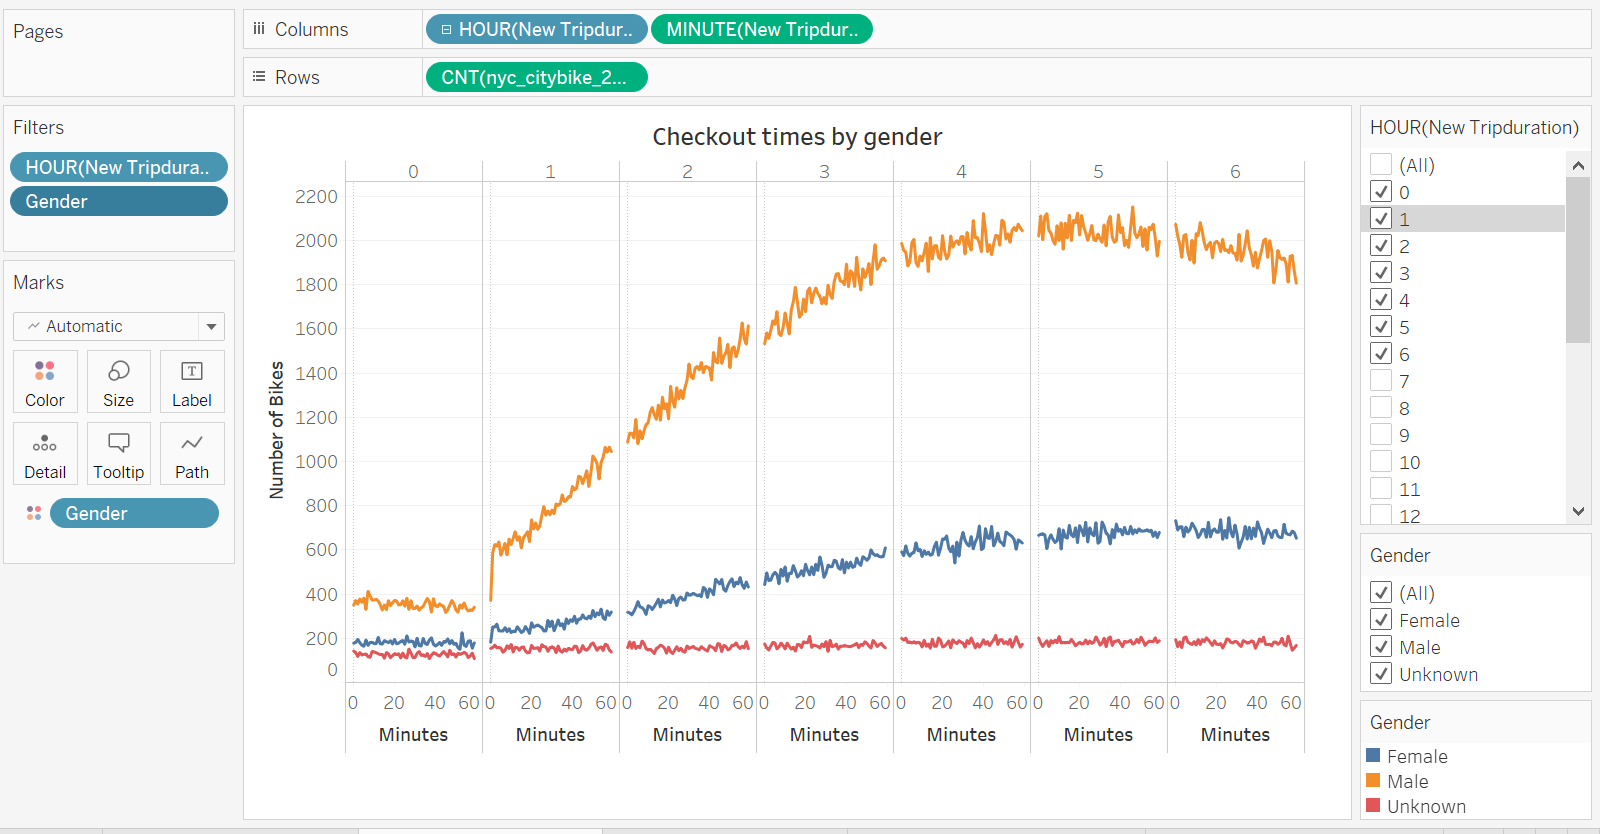 Pages
Columns
HOUR(New Tripdur..
MINUTE(New Tripdur..
Rows
CNT(nyc_citybike_2...
Filters
HOUR(New Tripdura..
Gender
Marks
Automatic
Color
Size
Label
Detail
Tooltip
Path
Gender
Checkout times by gender
0 1 2 3 4 5 6
Number of Bikes
2200
2000
1800
1600
1400
1200
1000
800
600
400
200
0
0 20 40 60 0 20 40 60 0 20 40 60 0 20 40 60 0 20 40 60 0 20 40 60 0 20 40 60
Minutes Minutes Minutes Minutes Minutes Minutes Minutes
HOUR(New Tripduration)
(All)
0
1
2
3
4
5
6
7
8
9
10
11
12
Gender
(All)
Female
Male
Unknown
Gender
Female
Male
Unknown